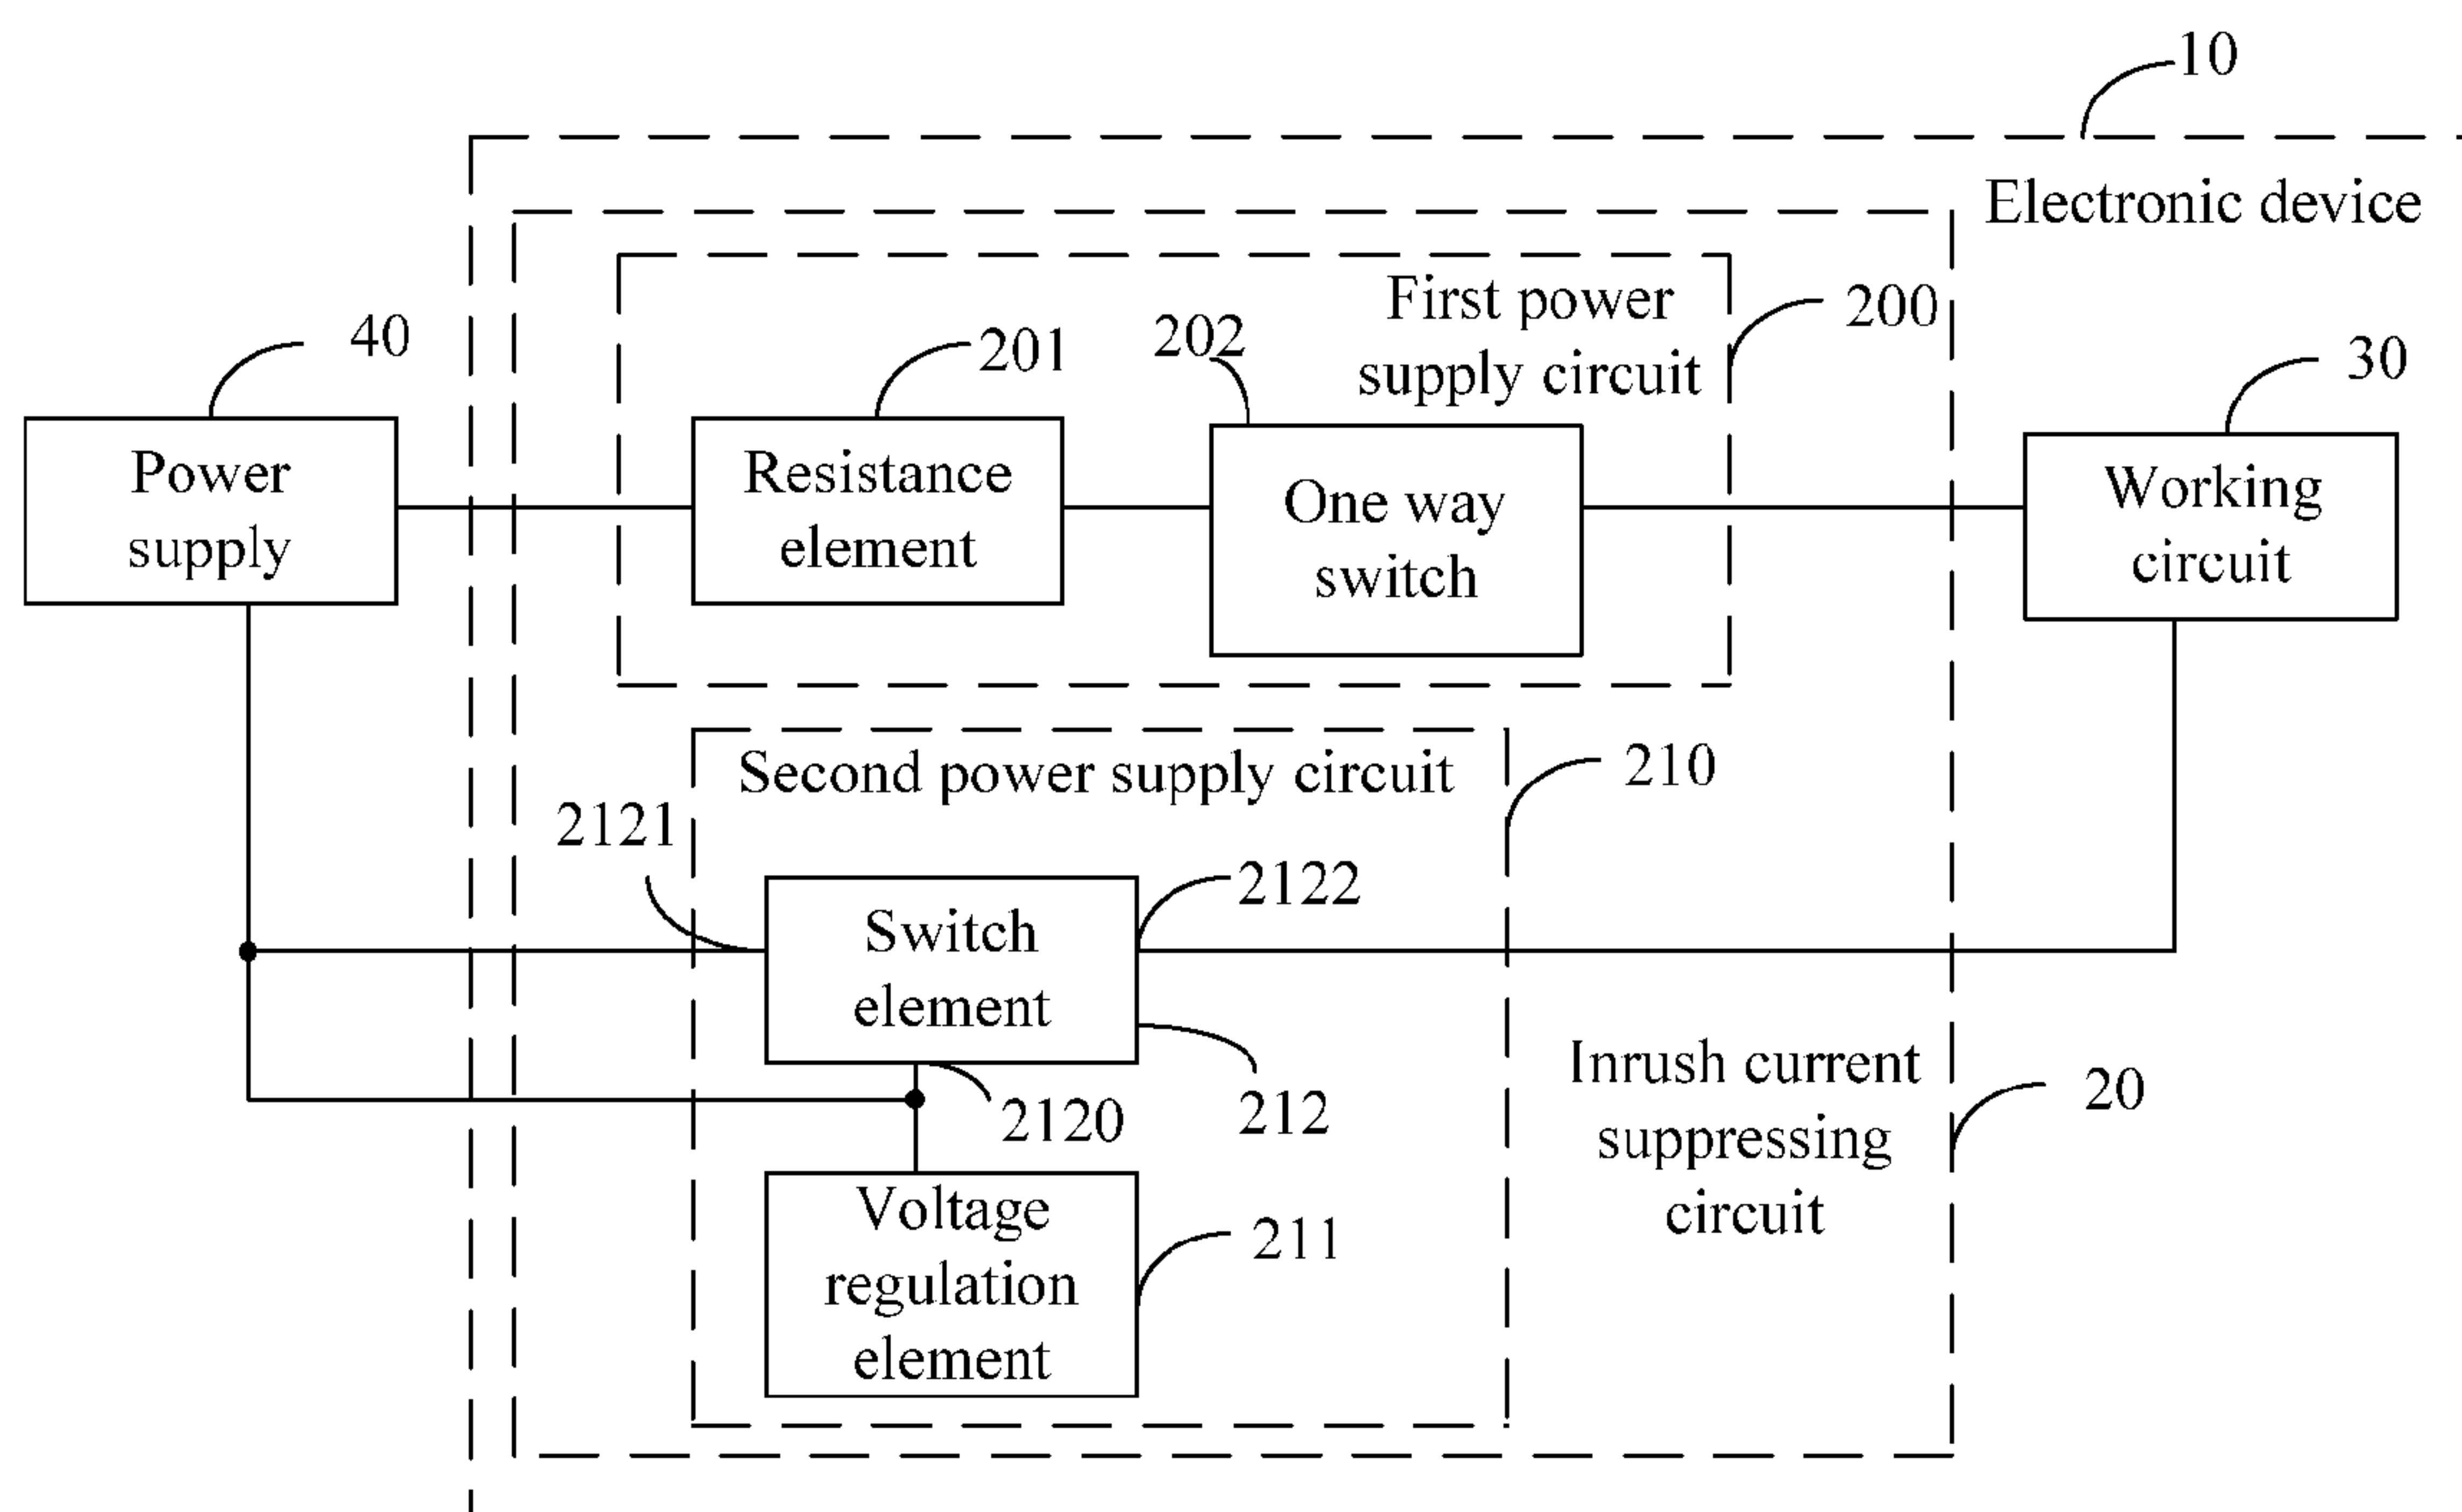 10
Electronic device
First power
supply circuit
200
40
201
202
30
Power
supply
Resistance
element
One way
switch
Working
circuit
Second power supply circuit
210
2121
2122
Switch
element
2120
212
Inrush current
suppressing
circuit
20
Voltage
regulation
element
211